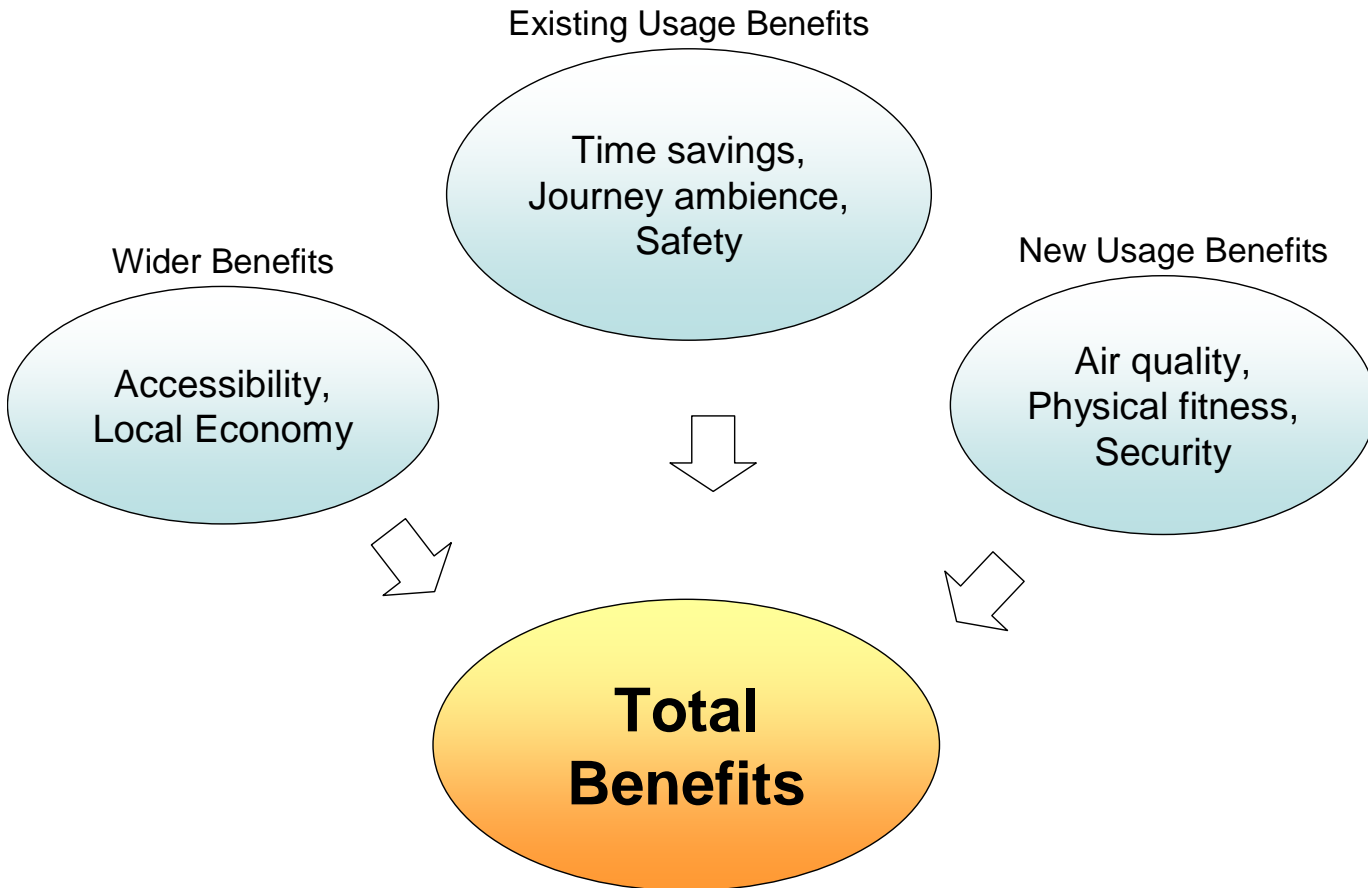 Existing Usage Benefits
Time savings,
Journey ambience,
Safety
Wider Benefits
Accessibility,
Local Economy
New Usage Benefits
Air quality,
Physical fitness,
Security
Total
Benefits